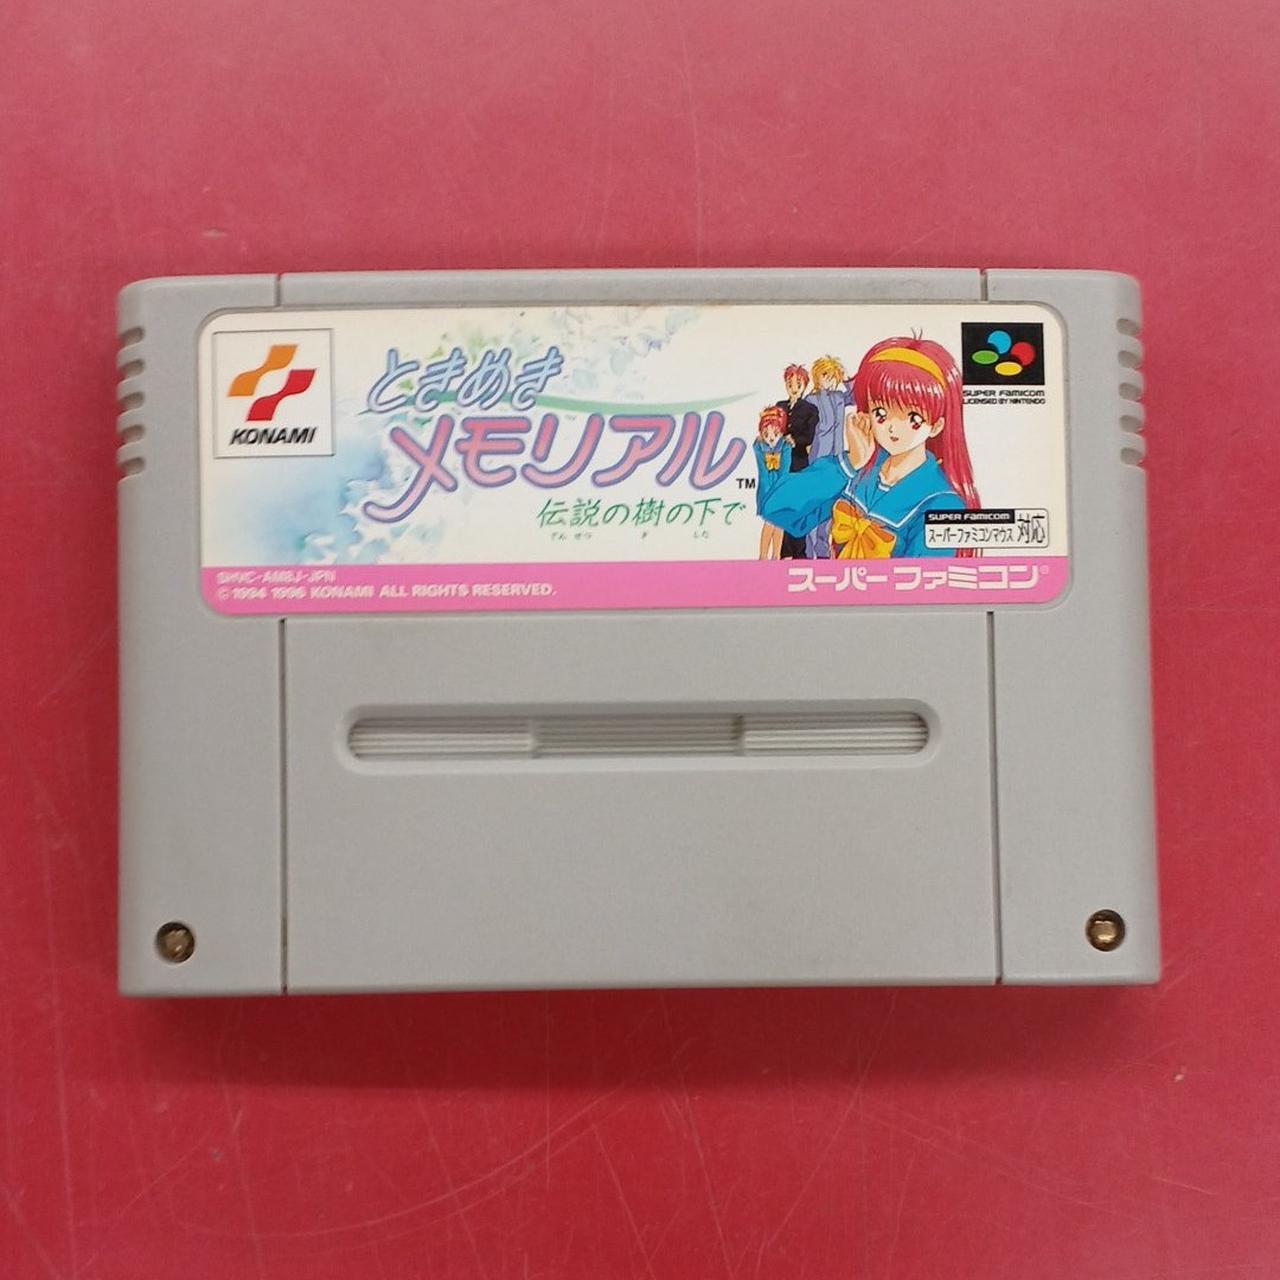 KONAMI
ときめき
メモリアル™
伝説の樹の下で
でん せつ き した
SUPER FAMICOM
LICENSED BY NINTENDO
SUPER FAMICOM
スーパーファミコンマウス 対応
SHVC-AM8J-JPN
© 1994 1996 KONAMI ALL RIGHTS RESERVED.
スーパーファミコン®